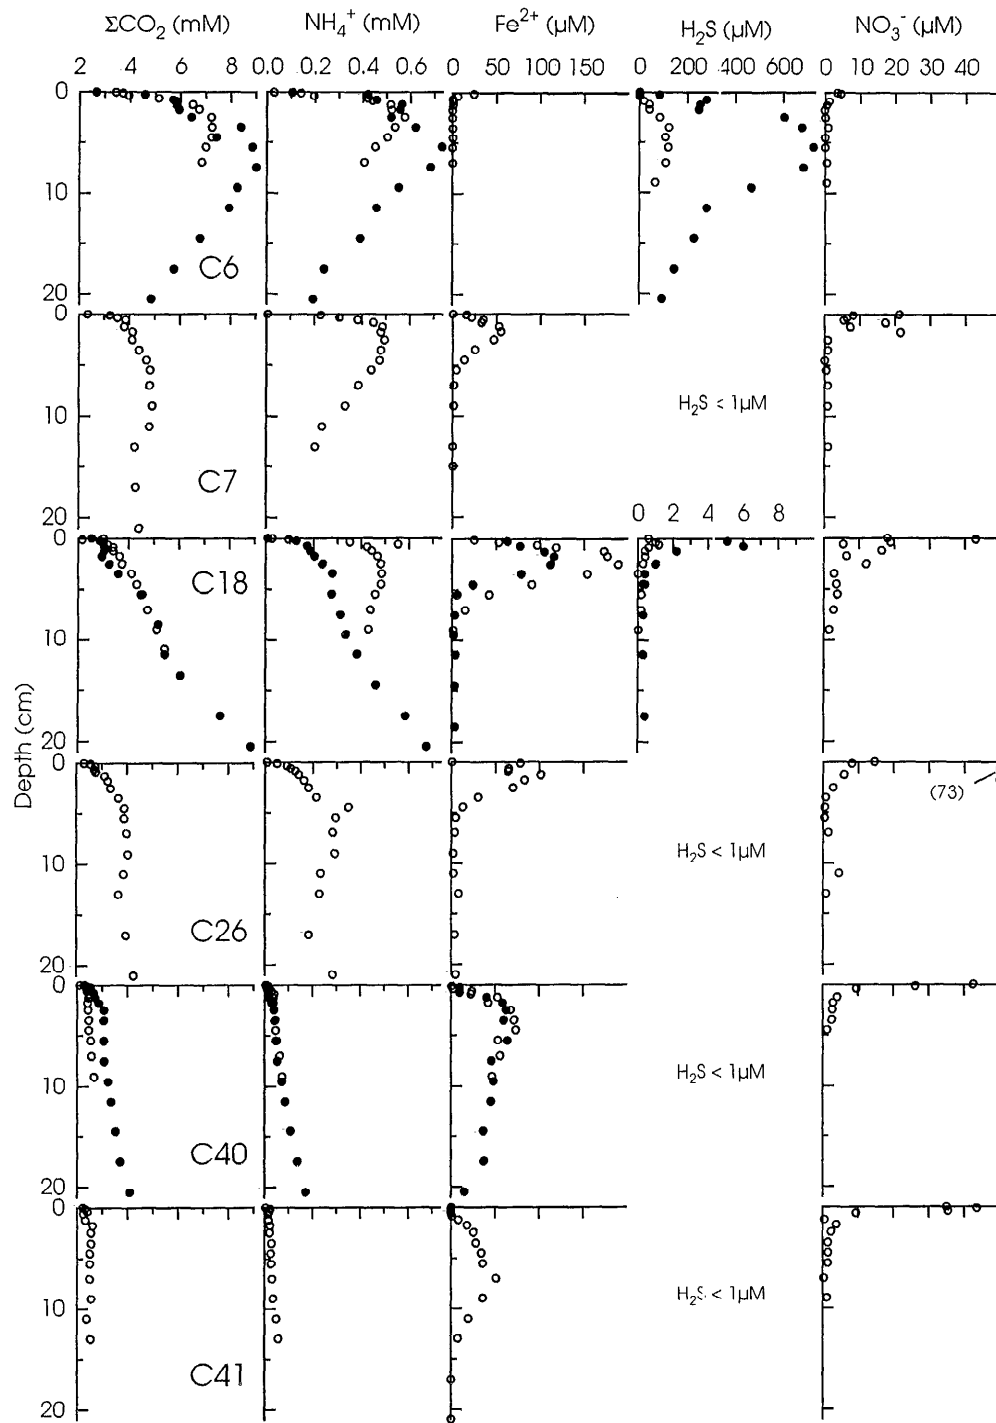 ΣCO₂ (mM) NH₄⁺ (mM) Fe²⁺ (µM) H₂S (µM) NO₃⁻ (µM)
2 4 6 8 0.0 0.2 0.4 0.6 0 50 100 150 0 200 400 600 0 20 40
0
10
C6
20
0
10
H₂S < 1µM
C7
20
0 2 4 6 8
0
C18
10
20
Depth (cm)
0
(73)
10
H₂S < 1µM
C26
20
0
10
H₂S < 1µM
C40
20
0
10
H₂S < 1µM
C41
20